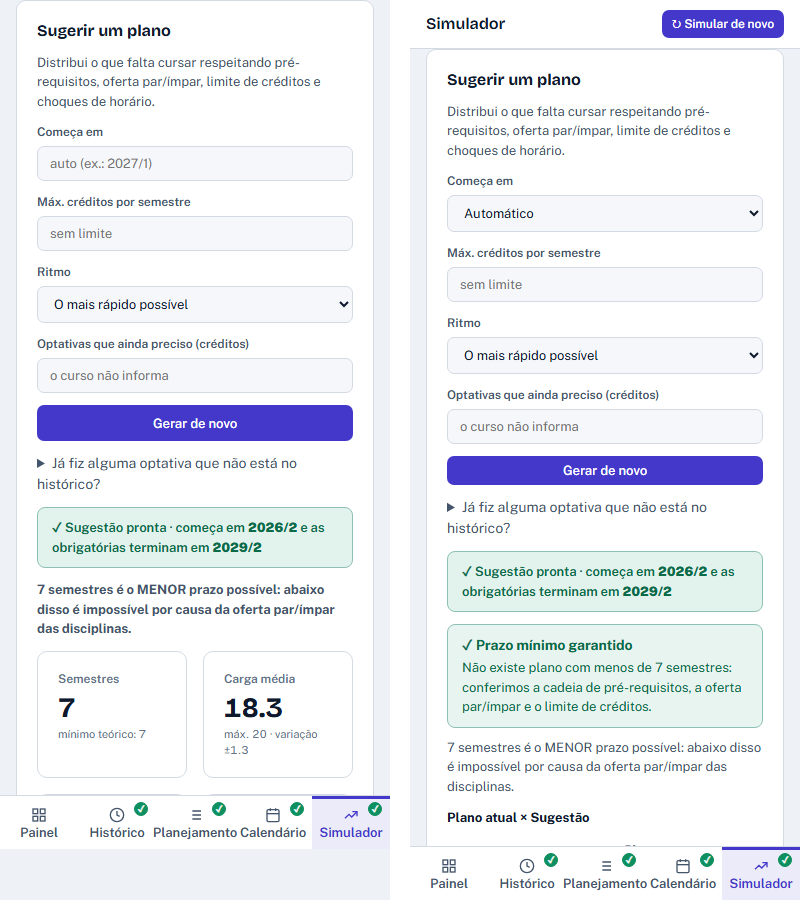 Sugerir um plano
Distribui o que falta cursar respeitando pré-
requisitos, oferta par/ímpar, limite de créditos e
choques de horário.
Começa em
auto (ex.: 2027/1)
Máx. créditos por semestre
sem limite
Ritmo
O mais rápido possível
Optativas que ainda preciso (créditos)
o curso não informa
Gerar de novo
▶ Já fiz alguma optativa que não está no
histórico?
✓ Sugestão pronta · começa em 2026/2 e as
obrigatórias terminam em 2029/2
7 semestres é o MENOR prazo possível: abaixo
disso é impossível por causa da oferta par/ímpar
das disciplinas.
Semestres
7
mínimo teórico: 7
Carga média
18.3
máx. 20 · variação
±1.3
Painel
Histórico
Planejamento
Calendário
Simulador
Simulador
↻ Simular de novo
Sugerir um plano
Distribui o que falta cursar respeitando pré-
requisitos, oferta par/ímpar, limite de créditos e
choques de horário.
Começa em
Automático
Máx. créditos por semestre
sem limite
Ritmo
O mais rápido possível
Optativas que ainda preciso (créditos)
o curso não informa
Gerar de novo
▶ Já fiz alguma optativa que não está no
histórico?
✓ Sugestão pronta · começa em 2026/2 e as
obrigatórias terminam em 2029/2
✓ Prazo mínimo garantido
Não existe plano com menos de 7 semestres:
conferimos a cadeia de pré-requisitos, a oferta
par/ímpar e o limite de créditos.
7 semestres é o MENOR prazo possível: abaixo disso
é impossível por causa da oferta par/ímpar das
disciplinas.
Plano atual × Sugestão
Painel
Histórico
Planejamento
Calendário
Simulador